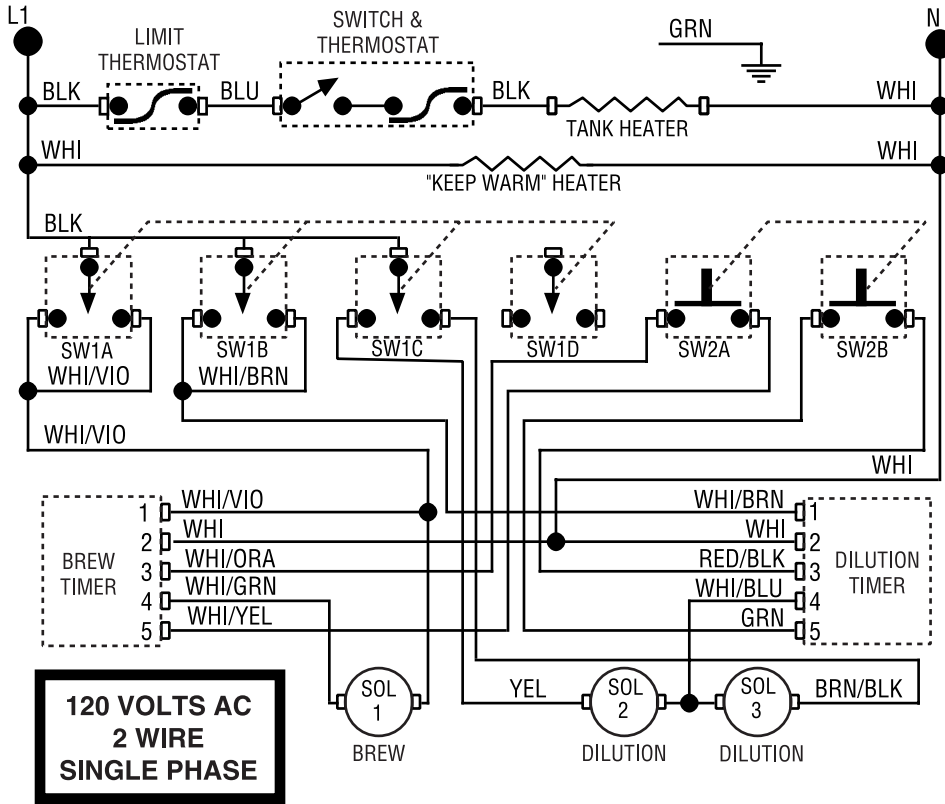 L1
N
LIMIT
THERMOSTAT
SWITCH &
THERMOSTAT
GRN
BLK
BLU
BLK
WHI
TANK HEATER
WHI
WHI
"KEEP WARM" HEATER
BLK
SW1A
SW1B
SW1C
SW1D
SW2A
SW2B
WHI/VIO
WHI/BRN
WHI/VIO
WHI
BREW
TIMER
1
2
3
4
5
WHI/VIO
WHI
WHI/ORA
WHI/GRN
WHI/YEL
WHI/BRN
WHI
RED/BLK
WHI/BLU
GRN
1
2
3
4
5
DILUTION
TIMER
120 VOLTS AC
2 WIRE
SINGLE PHASE
SOL
1
BREW
YEL
SOL
2
DILUTION
SOL
3
DILUTION
BRN/BLK